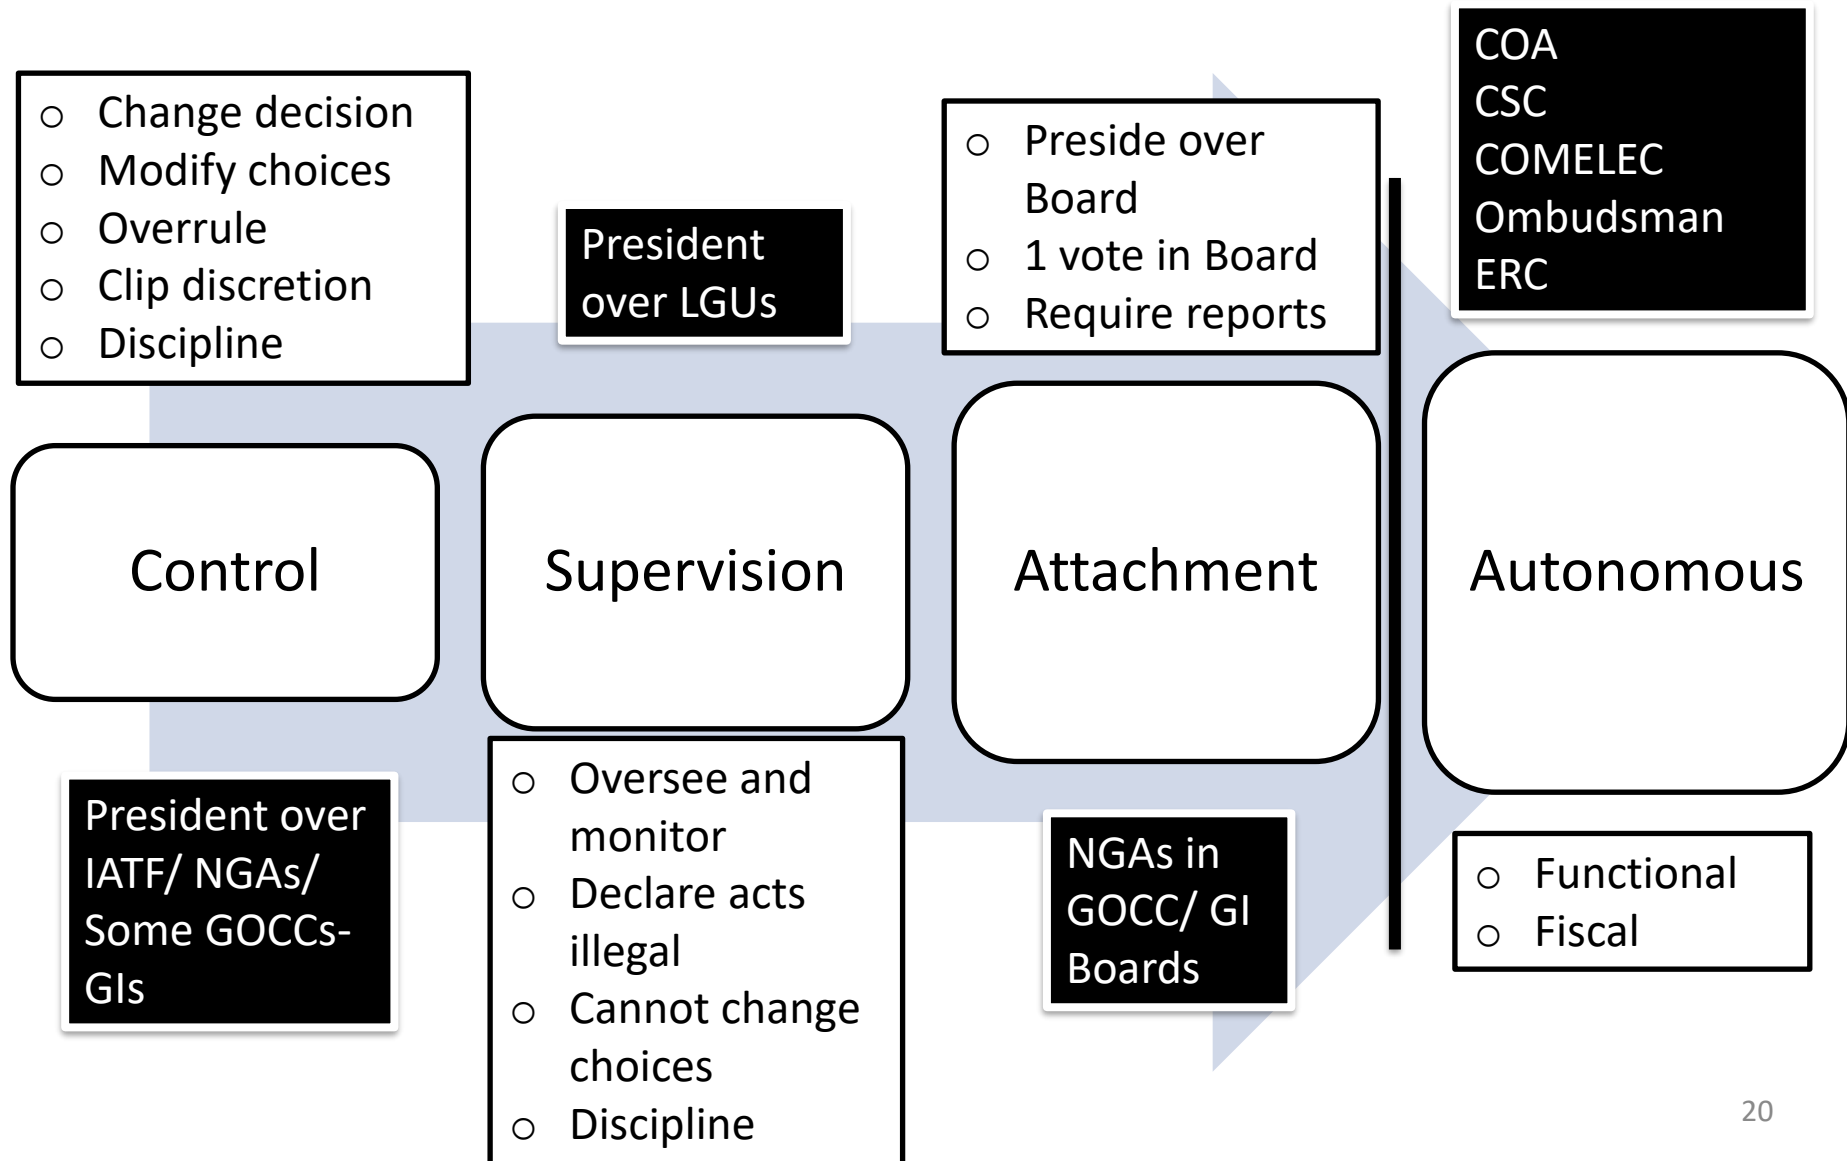 o Change decision
o Modify choices
o Overrule
o Clip discretion
o Discipline
Control
President over
IATF/ NGAs/
Some GOCCs-
GIs
President
over LGUs
Supervision
o Oversee and
monitor
o Declare acts
illegal
o Cannot change
choices
o Discipline
o Preside over
Board
o 1 vote in Board
o Require reports
Attachment
NGAs in
GOCC/ GI
Boards
COA
CSC
COMELEC
Ombudsman
ERC
Autonomous
o Functional
o Fiscal
20